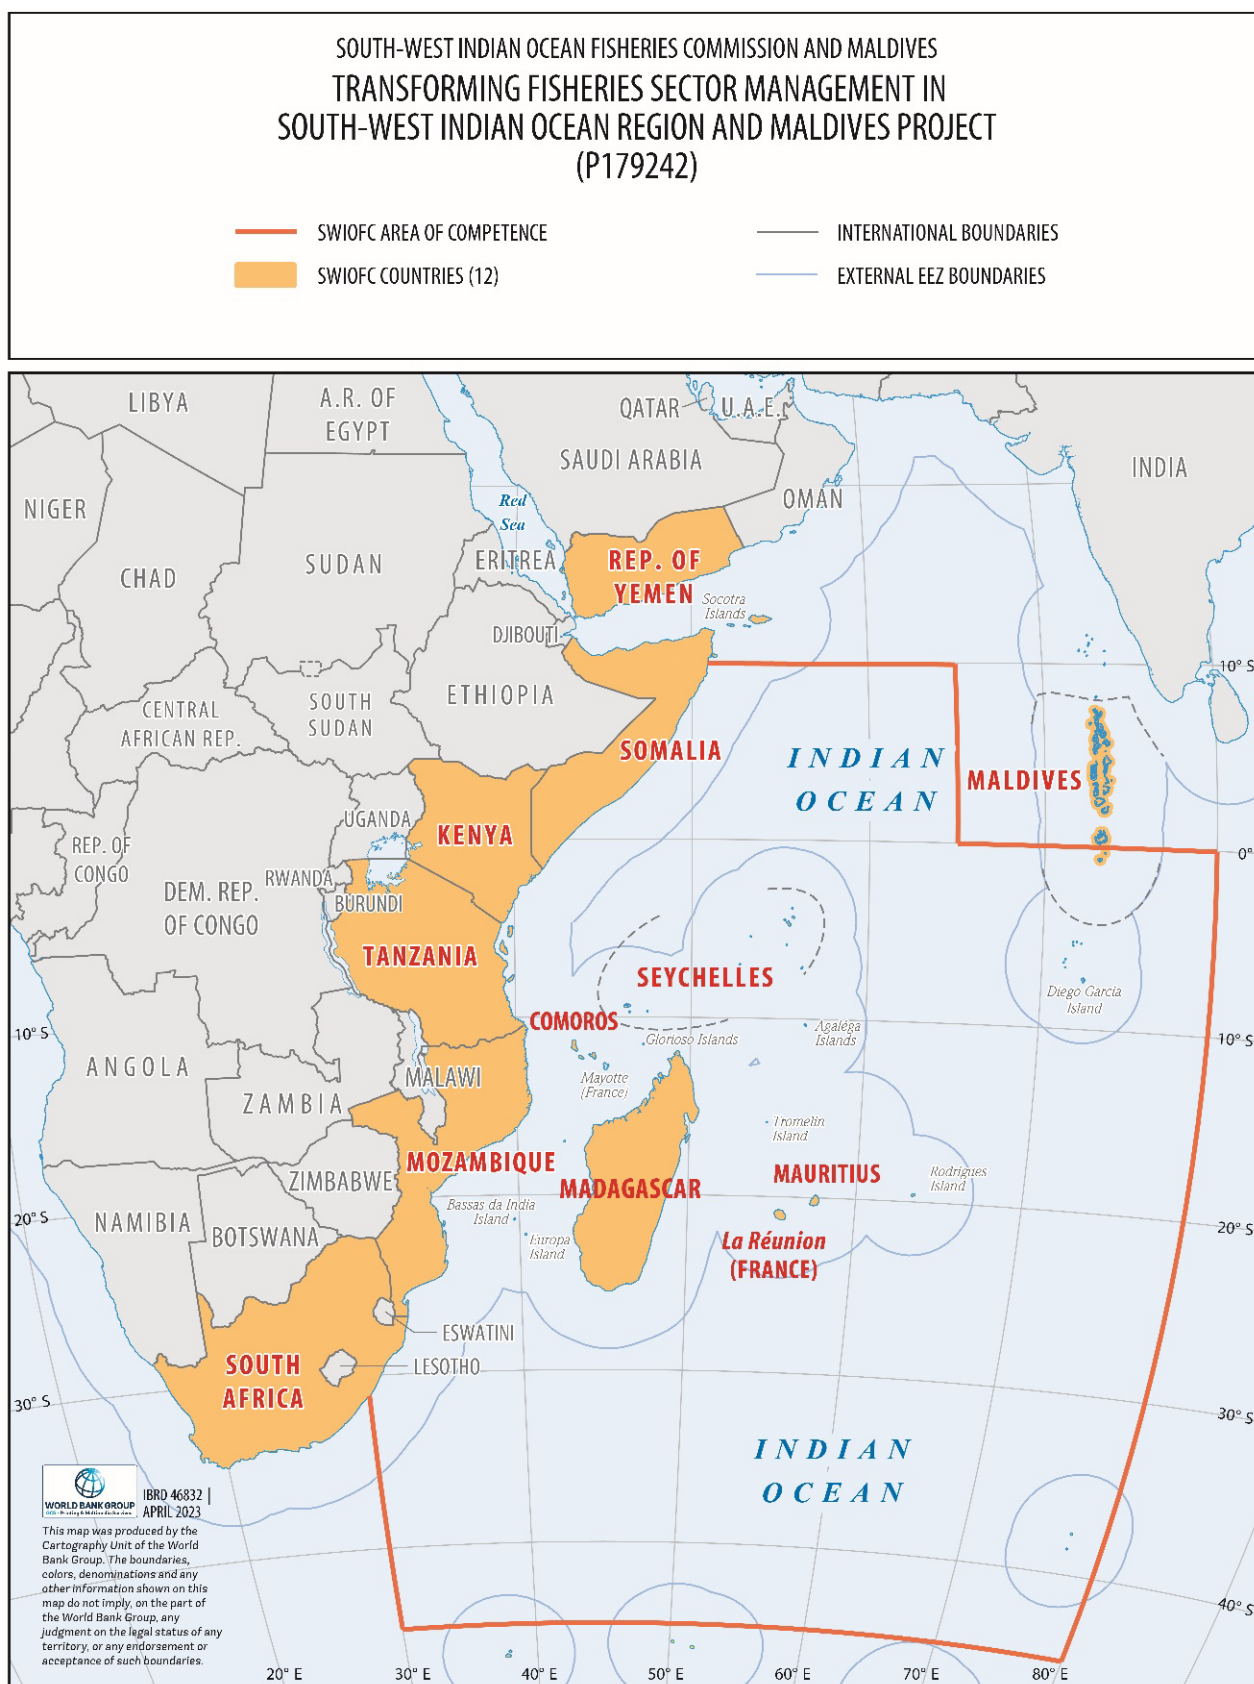 SOUTH-WEST INDIAN OCEAN FISHERIES COMMISSION AND MALDIVES
TRANSFORMING FISHERIES SECTOR MANAGEMENT IN
SOUTH-WEST INDIAN OCEAN REGION AND MALDIVES PROJECT
(P179242)
SWIOFC AREA OF COMPETENCE
INTERNATIONAL BOUNDARIES
SWIOFC COUNTRIES (12)
EXTERNAL EEZ BOUNDARIES
LIBYA
A.R. OF
EGYPT
QATAR
U.A.E.
SAUDI ARABIA
INDIA
NIGER
Red
Sea
OMAN
CHAD
SUDAN
ERITREA
REP. OF
YEMEN
Socotra
Islands
DJIBOUTI
10° S
ETHIOPIA
SOUTH
SUDAN
CENTRAL
AFRICAN REP.
SOMALIA
INDIAN
OCEAN
MALDIVES
UGANDA
KENYA
REP. OF
CONGO
0°
RWANDA
DEM. REP.
OF CONGO
BURUNDI
TANZANIA
SEYCHELLES
Diego Garcia
Island
COMOROS
10° S
Glorioso Islands
Agaléga
Islands
10° S
ANGOLA
MALAWI
Mayotte
(France)
ZAMBIA
Tromelin
Island
MOZAMBIQUE
ZIMBABWE
MADAGASCAR
MAURITIUS
Rodrigues
Island
NAMIBIA
BOTSWANA
Bassas da India
Island
20° S
20° S
Europa
Island
La Réunion
(FRANCE)
ESWATINI
SOUTH
AFRICA
LESOTHO
30° S
30° S
INDIAN
OCEAN
WORLD BANK GROUP
IBRD 46832 |
APRIL 2023
This map was produced by the
Cartography Unit of the World
Bank Group. The boundaries,
colors, denominations and any
other information shown on this
map do not imply, on the part of
the World Bank Group, any
judgment on the legal status of any
territory, or any endorsement or
acceptance of such boundaries.
40° S
20° E
30° E
40° E
50° E
60° E
70° E
80° E